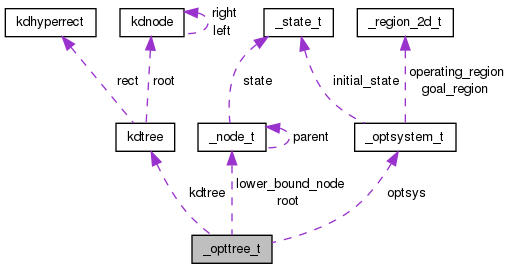 kdhyperrect
kdnode
right
left
_state_t
_region_2d_t
rect
root
state
initial_state
operating_region
goal_region
kdtree
_node_t
parent
_optsystem_t
kdtree
lower_bound_node
root
optsys
_opttree_t